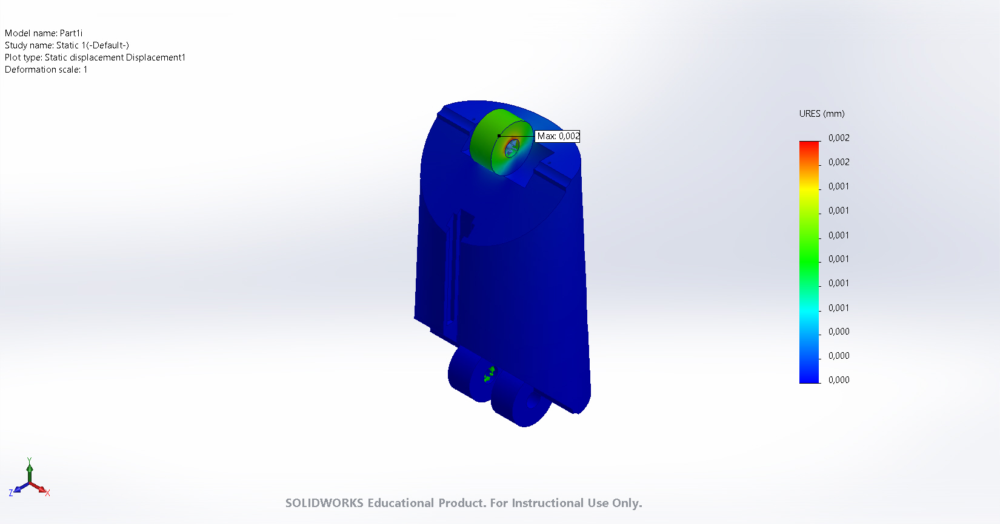 Model name: Part1i
Study name: Static 1(-Default-)
Plot type: Static displacement Displacement1
Deformation scale: 1
URES (mm)
Max: 0,002
0,002
0,002
0,001
0,001
0,001
0,001
0,001
0,001
0,000
0,000
0,000
Y
Z
X
SOLIDWORKS Educational Product. For Instructional Use Only.